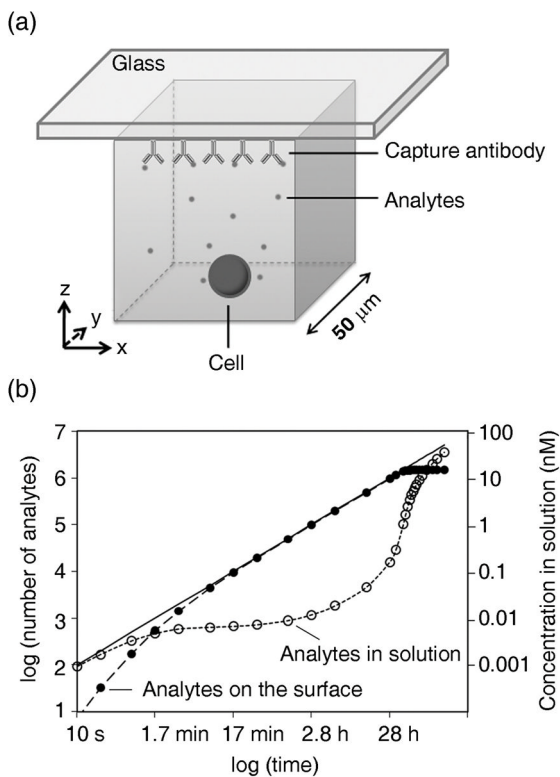 (a)
Glass
Capture antibody
Analytes
z
y
x
50 μm
Cell
(b)
7
6
5
4
3
2
1
log (number of analytes)
100
10
1
0.1
0.01
0.001
Concentration in solution (nM)
Analytes in solution
Analytes on the surface
10 s
1.7 min
17 min
2.8 h
28 h
log (time)